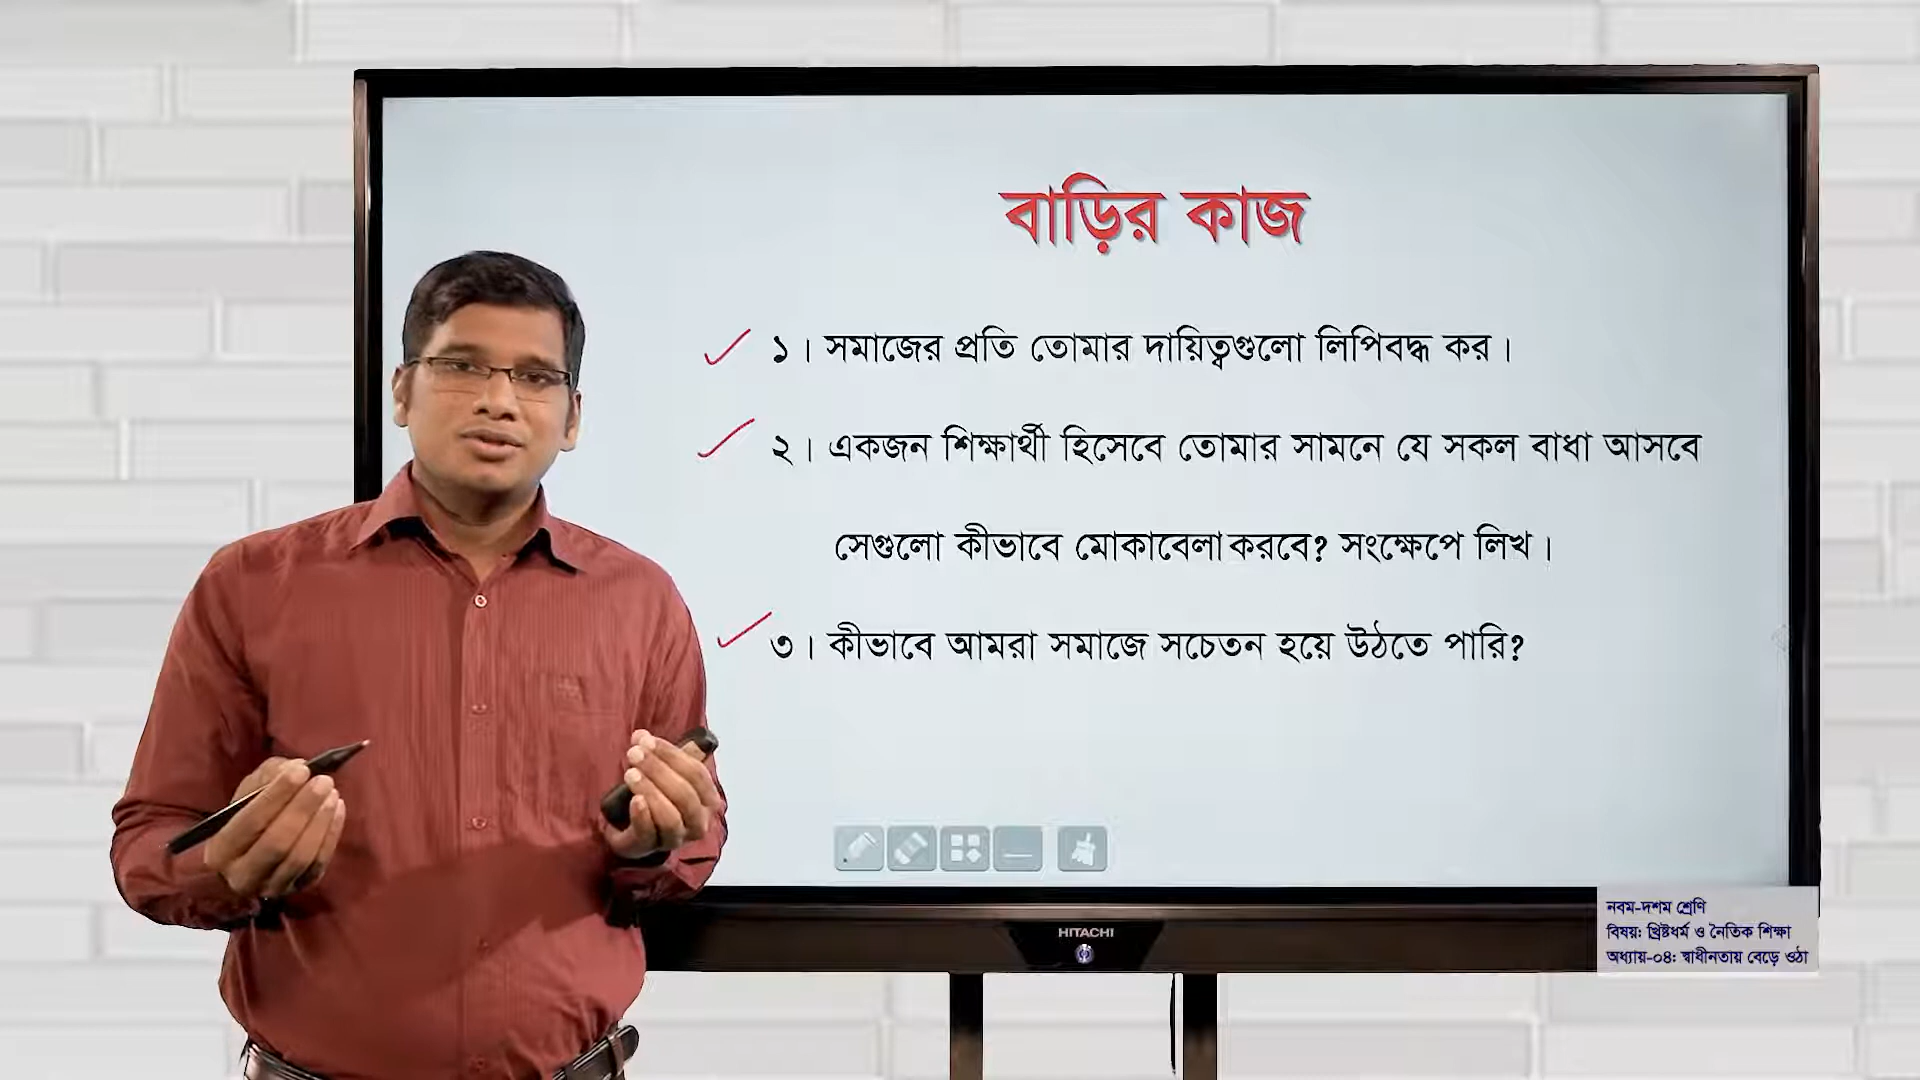 বাড়ির কাজ
১। সমাজের প্রতি তোমার দায়িত্বগুলো লিপিবদ্ধ কর।
২। একজন শিক্ষার্থী হিসেবে তোমার সামনে যে সকল বাধা আসবে
সেগুলো কীভাবে মোকাবেলা করবে? সংক্ষেপে লিখ।
৩। কীভাবে আমরা সমাজে সচেতন হয়ে উঠতে পারি?
HITACHI
নবম-দশম শ্রেণি
বিষয়: খ্রিষ্টধর্ম ও নৈতিক শিক্ষা
অধ্যায়-০৪: স্বাধীনতায় বেড়ে ওঠা